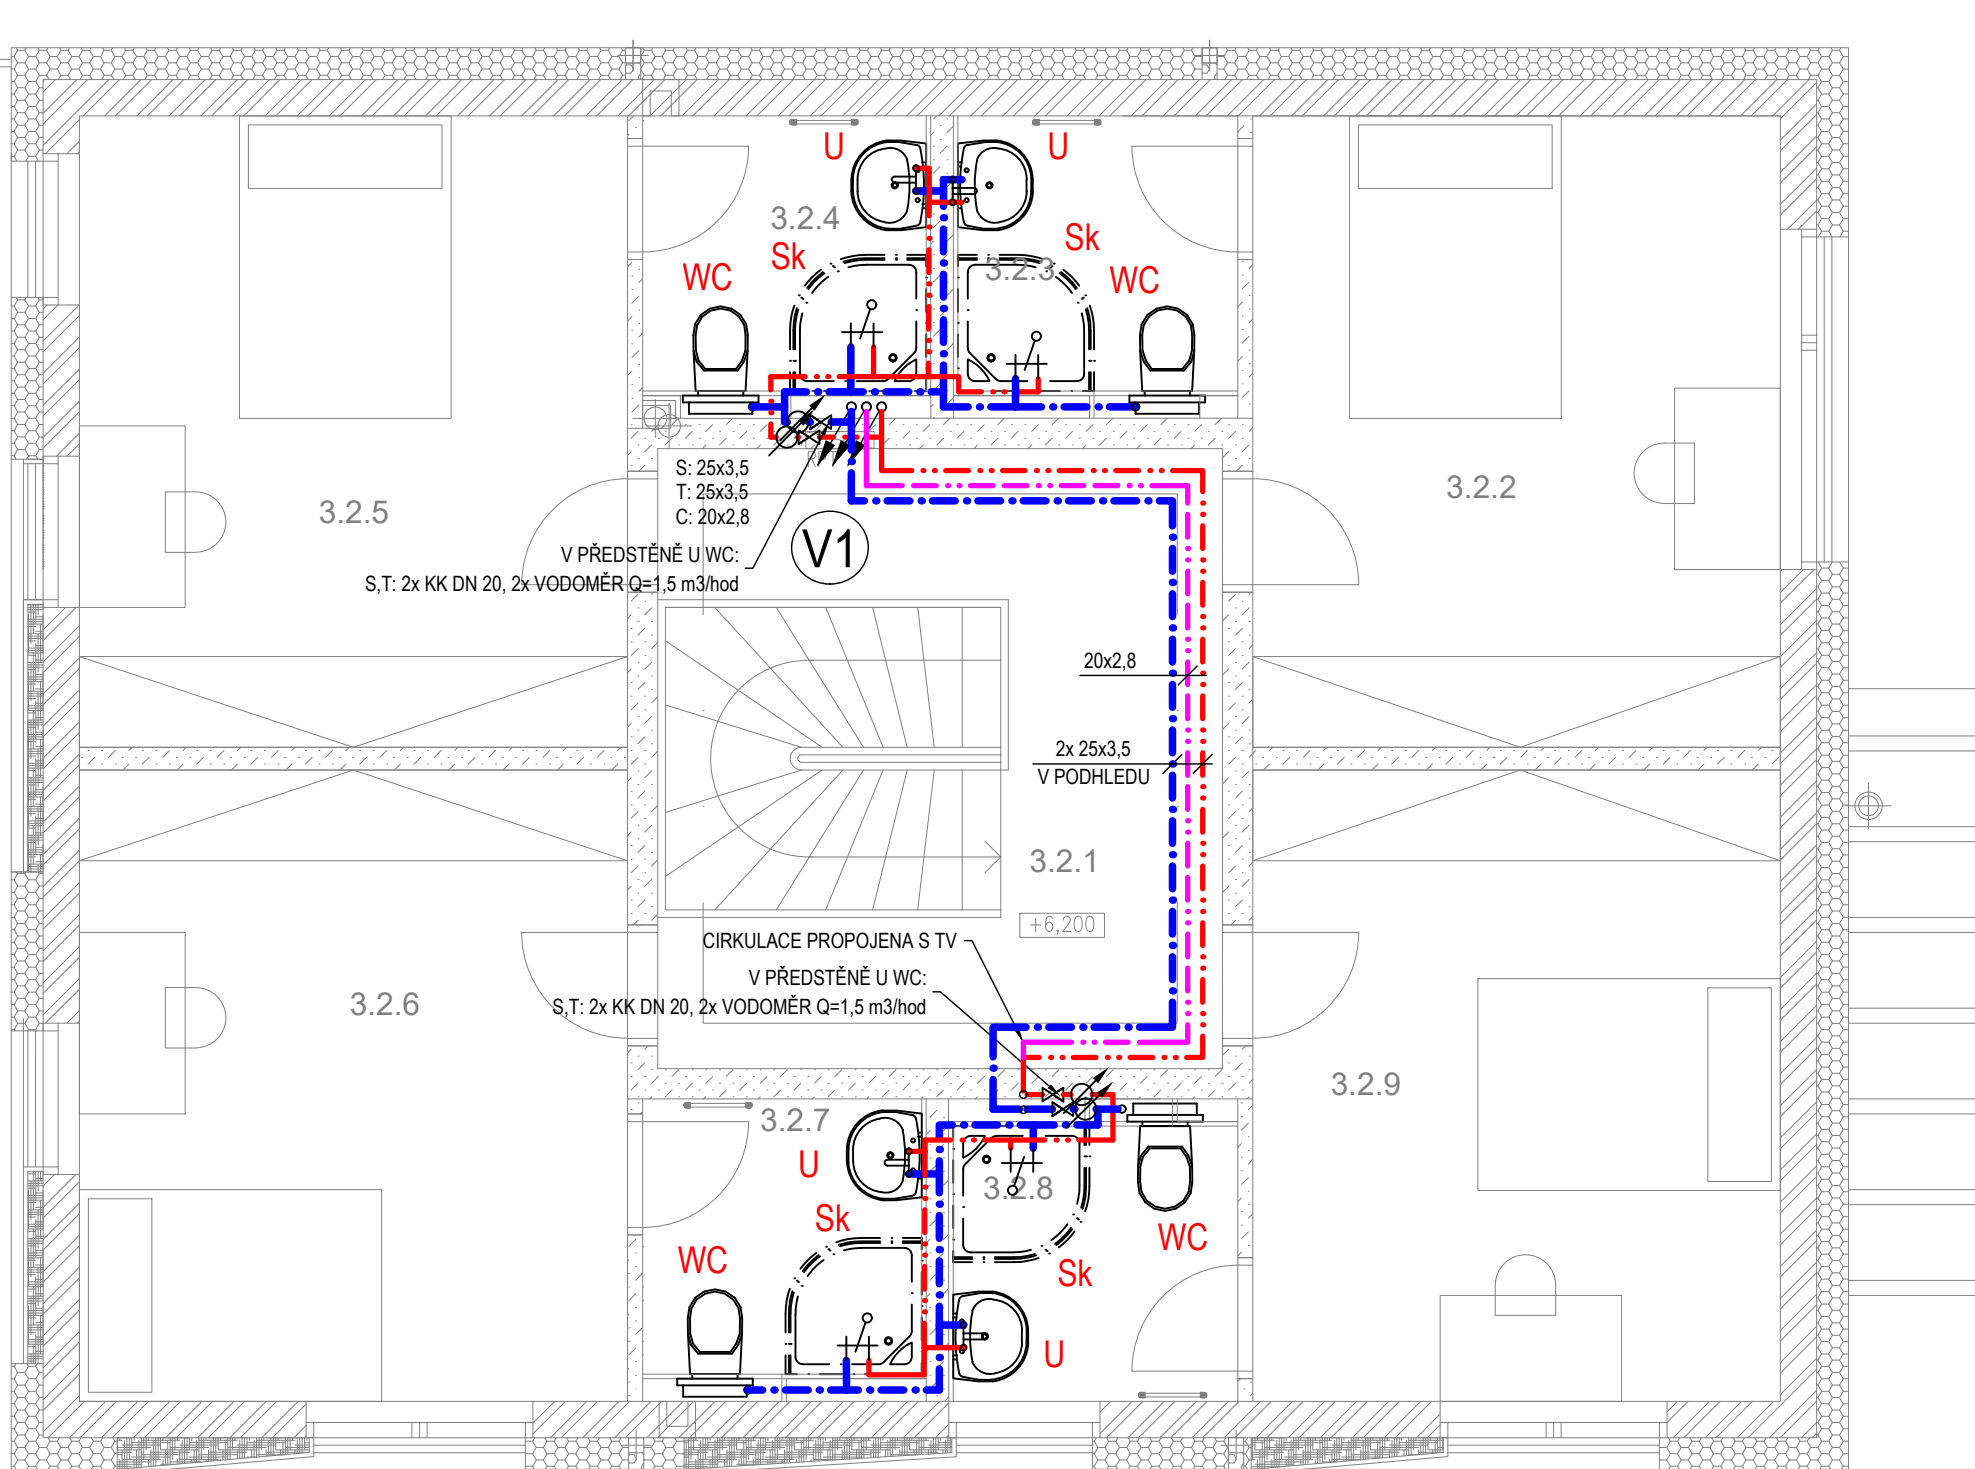 U
U
3.2.4
Sk
Sk
3.2.3
WC
WC
S: 25x3,5
T: 25x3,5
C: 20x2,8
3.2.5
3.2.2
V1
V PŘEDSTĚNĚ U WC:
S,T: 2x KK DN 20, 2x VODOMĚR Q=1,5 m3/hod
20x2,8
2x 25x3,5
V PODHLEDU
3.2.1
+6,200
CIRKULACE PROPOJENA S TV
V PŘEDSTĚNĚ U WC:
S,T: 2x KK DN 20, 2x VODOMĚR Q=1,5 m3/hod
3.2.6
3.2.9
3.2.7
U
3.2.8
Sk
WC
WC
Sk
U